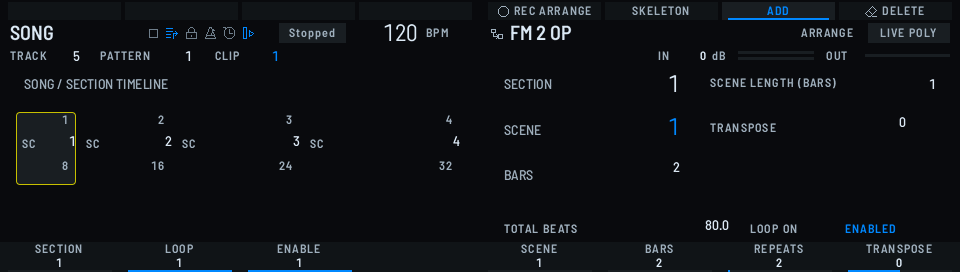 REC ARRANGE SKELETON ADD DELETE
SONG Stopped 120 BPM FM 2 OP ARRANGE LIVE POLY
TRACK 5 PATTERN 1 CLIP 1 IN 0 dB OUT
SONG / SECTION TIMELINE SECTION 1 SCENE LENGTH (BARS) 1
1 2 3 4
SC 1 SC 2 SC 3 SC 4
8 16 24 32
SCENE 1 TRANSPOSE 0
BARS 2
TOTAL BEATS 80.0 LOOP ON ENABLED
SECTION LOOP ENABLE SCENE BARS REPEATS TRANSPOSE
1 1 1 1 2 2 0